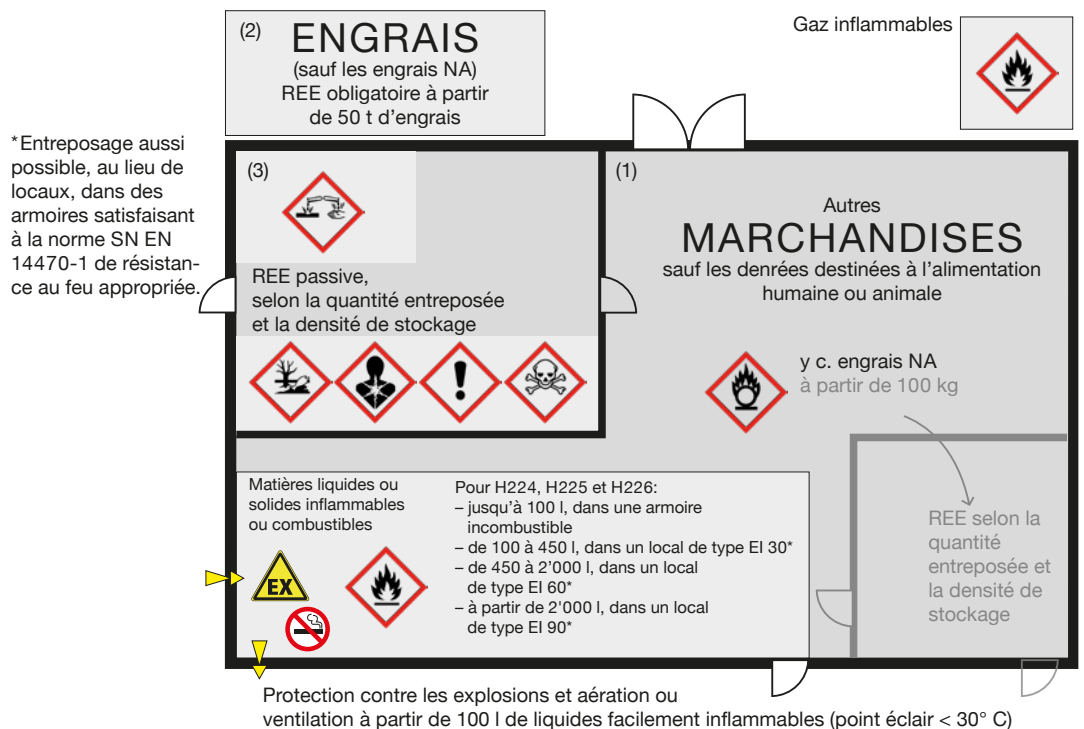 (2) ENGRAIS
(sauf les engrais NA)
REE obligatoire à partir
de 50 t d'engrais
Gaz inflammables
*Entreposage aussi
possible, au lieu de
locaux, dans des
armoires satisfaisant
à la norme SN EN
14470-1 de résistan-
ce au feu appropriée.
(3)
REE passive,
selon la quantité entreposée
et la densité de stockage
(1)
Autres
MARCHANDISES
sauf les denrées destinées à l'alimentation
humaine ou animale
y c. engrais NA
à partir de 100 kg
REE selon la
quantité
entreposée et
la densité de
stockage
Matières liquides ou
solides inflammables
ou combustibles
EX
Pour H224, H225 et H226:
– jusqu'à 100 l, dans une armoire
incombustible
– de 100 à 450 l, dans un local de type EI 30*
– de 450 à 2'000 l, dans un local
de type EI 60*
– à partir de 2'000 l, dans un local
de type EI 90*
Protection contre les explosions et aération ou
ventilation à partir de 100 l de liquides facilement inflammables (point éclair < 30° C)